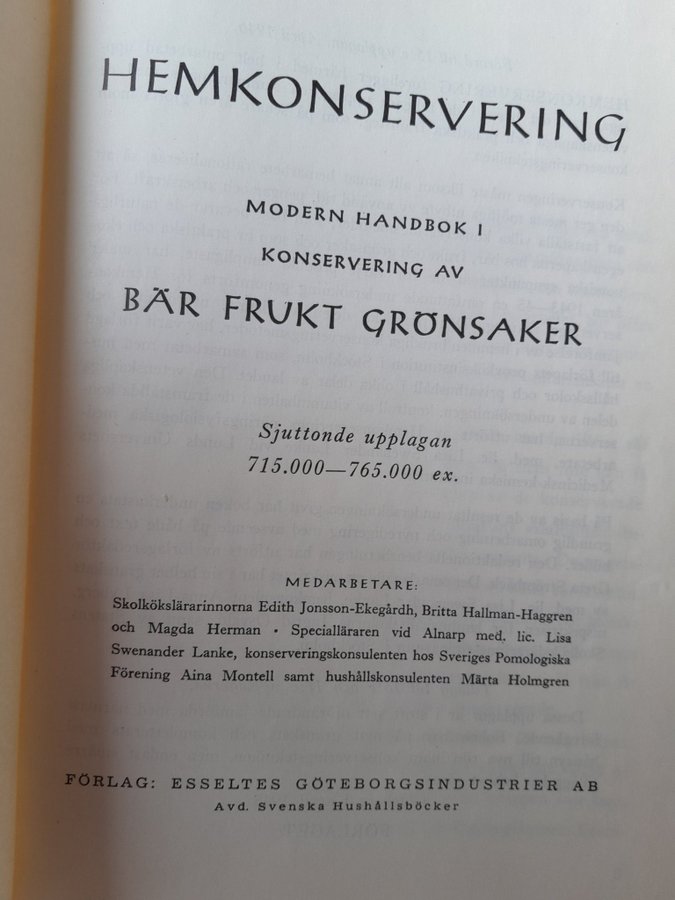 HEMKONSERVERING
MODERN HANDBOK I
KONSERVERING AV
BÄR FRUKT GRÖNSAKER
Sjuttonde upplagan
715.000—765.000 ex.
MEDARBETARE:
Skolkökslärarinnorna Edith Jonsson-Ekegårdh, Britta Hallman-Haggren
och Magda Herman • Specialläraren vid Alnarp med. lic. Lisa
Swenander Lanke, konserveringskonsulenten hos Sveriges Pomologiska
Förening Aina Montell samt hushållskonsulenten Märta Holmgren
FÖRLAG: ESSELTES GÖTEBORGSINDUSTRIER AB
Avd. Svenska Hushållsböcker